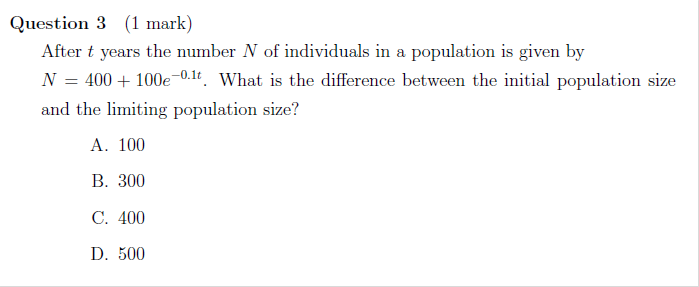 Question 3 (1 mark)
After t years the number N of individuals in a population is given by
N = 400 + 100e^{-0.1t}. What is the difference between the initial population size
and the limiting population size?
A. 100
B. 300
C. 400
D. 500